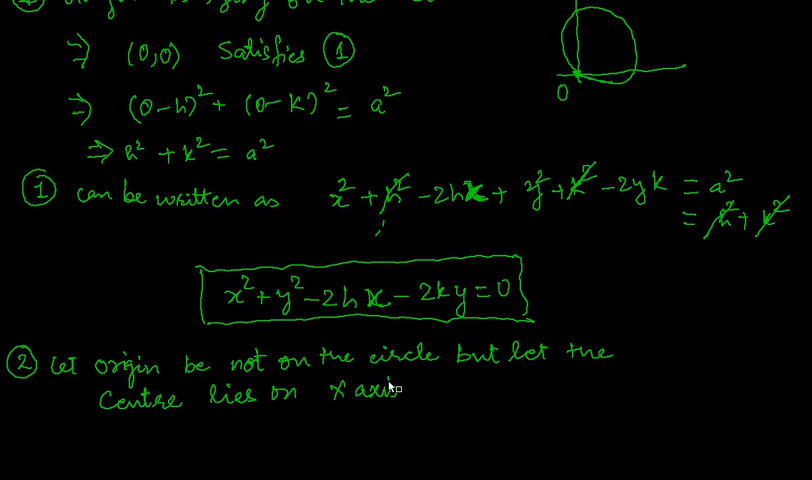 ⇒ (0,0) Satisfies ①
0
⇒ (0-h)² + (0-k)² = a²
⇒ h² + k² = a²
① can be written as x² + h² - 2hx + y² + k² - 2yk = a²
= h² + k²
x² + y² - 2hx - 2ky = 0
② Let origin be not on the circle but let the
Centre lies on X axis